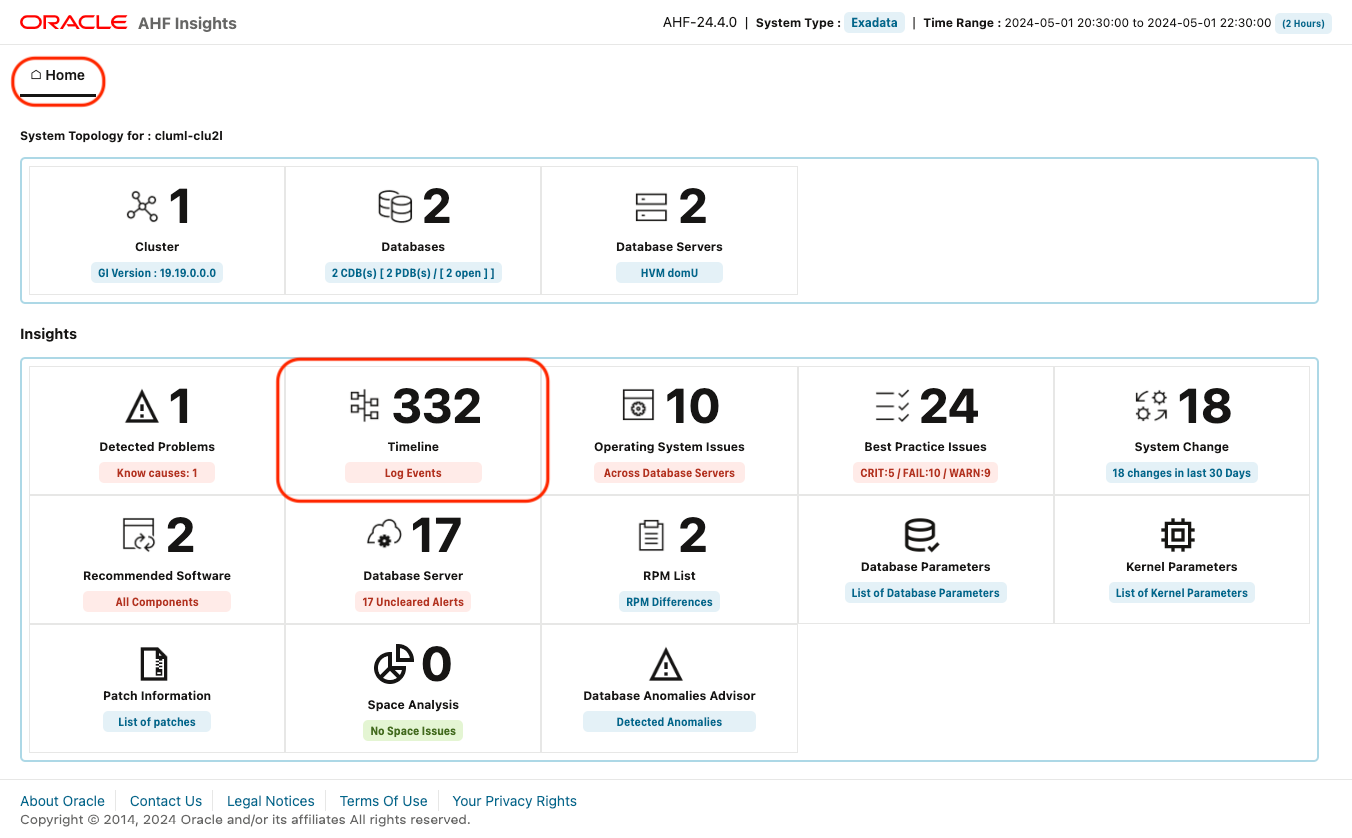 ORACLE AHF Insights
AHF-24.4.0 | System Type : Exadata | Time Range : 2024-05-01 20:30:00 to 2024-05-01 22:30:00 (2 Hours)
Home
System Topology for : cluml-clu2l
1
Cluster
GI Version : 19.19.0.0.0
2
Databases
2 CDB(s) [ 2 PDB(s) / [ 2 open ] ]
2
Database Servers
HVM domU
Insights
1
Detected Problems
Know causes: 1
332
Timeline
Log Events
10
Operating System Issues
Across Database Servers
24
Best Practice Issues
CRIT:5 / FAIL:10 / WARN:9
18
System Change
18 changes in last 30 Days
2
Recommended Software
All Components
17
Database Server
17 Uncleared Alerts
2
RPM List
RPM Differences
Database Parameters
List of Database Parameters
Kernel Parameters
List of Kernel Parameters
Patch Information
List of patches
0
Space Analysis
No Space Issues
Database Anomalies Advisor
Detected Anomalies
About Oracle Contact Us Legal Notices Terms Of Use Your Privacy Rights
Copyright © 2014, 2024 Oracle and/or its affiliates All rights reserved.